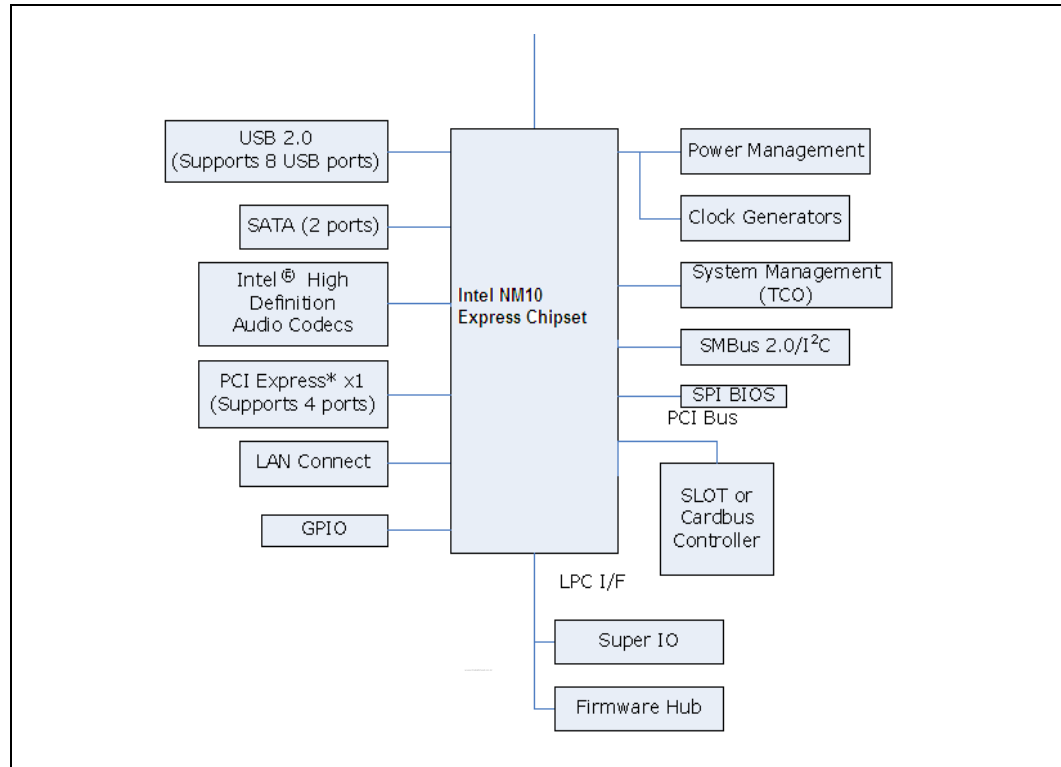 USB 2.0
(Supports 8 USB ports)
SATA (2 ports)
Intel® High
Definition
Audio Codecs
PCI Express* x1
(Supports 4 ports)
LAN Connect
GPIO
Intel NM10
Express Chipset
Power Management
Clock Generators
System Management
(TCO)
SMBus 2.0/I²C
SPI BIOS
PCI Bus
SLOT or
Cardbus
Controller
LPC I/F
Super IO
Firmware Hub